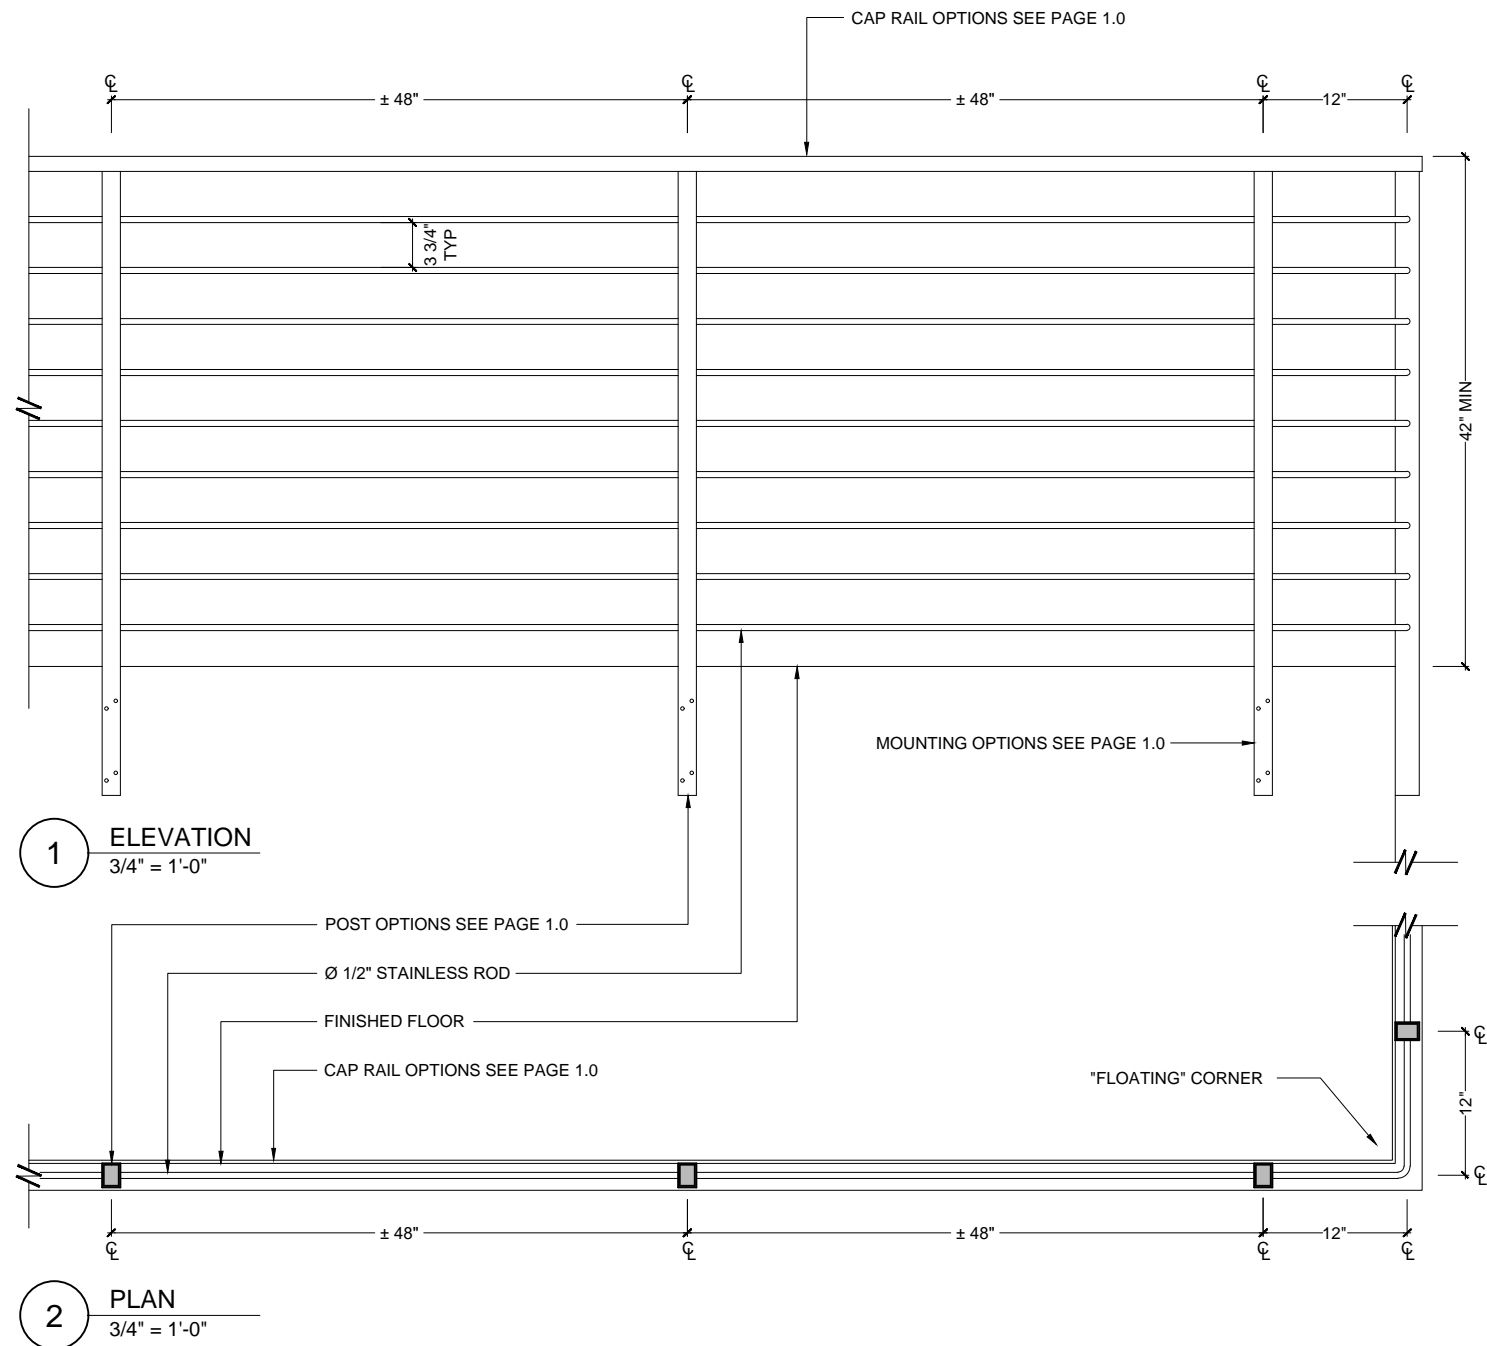 CAP RAIL OPTIONS SEE PAGE 1.0
℄ ℄ ℄ ℄
± 48" ± 48" 12"
3 3/4"
TYP
42" MIN
MOUNTING OPTIONS SEE PAGE 1.0
1 ELEVATION
3/4" = 1'-0"
POST OPTIONS SEE PAGE 1.0
Ø 1/2" STAINLESS ROD
FINISHED FLOOR
CAP RAIL OPTIONS SEE PAGE 1.0
"FLOATING" CORNER
℄
12"
℄
± 48" ± 48" 12"
℄ ℄ ℄ ℄
2 PLAN
3/4" = 1'-0"